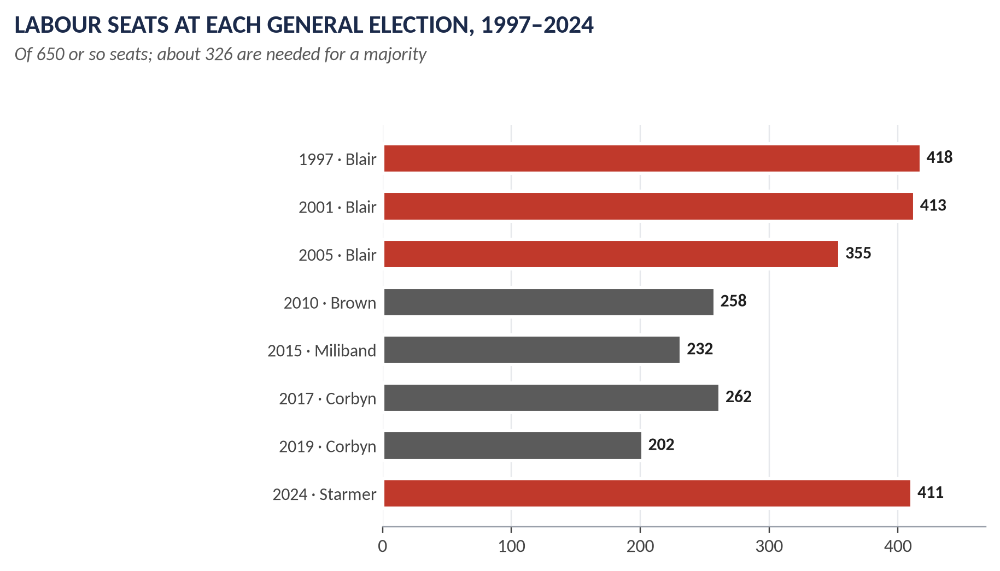 LABOUR SEATS AT EACH GENERAL ELECTION, 1997–2024
Of 650 or so seats; about 326 are needed for a majority
1997 · Blair 418
2001 · Blair 413
2005 · Blair 355
2010 · Brown 258
2015 · Miliband 232
2017 · Corbyn 262
2019 · Corbyn 202
2024 · Starmer 411
0 100 200 300 400